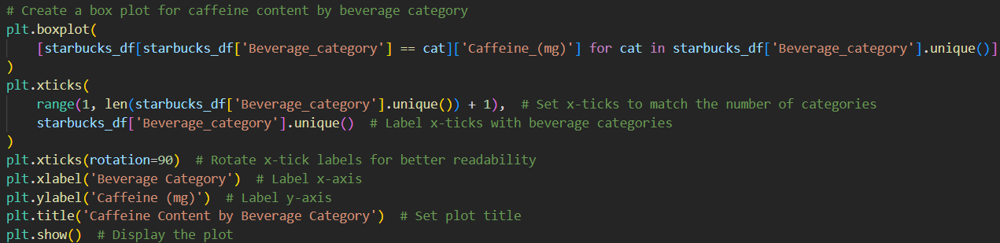 # Create a box plot for caffeine content by beverage category
plt.boxplot(
    [starbucks_df[starbucks_df['Beverage_category'] == cat]['Caffeine_(mg)'] for cat in starbucks_df['Beverage_category'].unique()]
)
plt.xticks(
    range(1, len(starbucks_df['Beverage_category'].unique()) + 1),  # Set x-ticks to match the number of categories
    starbucks_df['Beverage_category'].unique()  # Label x-ticks with beverage categories
)
plt.xticks(rotation=90)  # Rotate x-tick labels for better readability
plt.xlabel('Beverage Category')  # Label x-axis
plt.ylabel('Caffeine (mg)')  # Label y-axis
plt.title('Caffeine Content by Beverage Category')  # Set plot title
plt.show()  # Display the plot